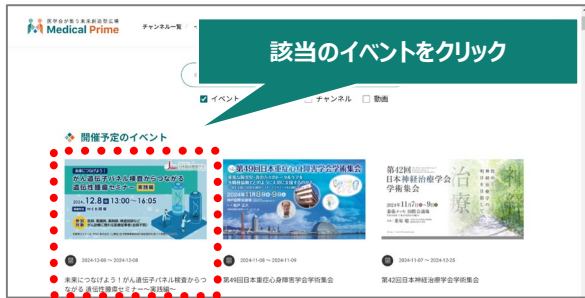 医学会が集う未来創造型広場
Medical Prime
チャンネル一覧
該当のイベントをクリック
イベント
チャンネル
動画
開催予定のイベント
未来につなげよう!
がん遺伝子パネル検査からつながる
遺伝性腫瘍セミナー 実践編
2024.12.8 日 13:00〜16:05
第49回日本重症心身障害学会学術集会
2024年11月8日 9日
第42回
日本神経治療学会
学術集会
2024年11月7日 9日
神経治療
2024-12-08 〜 2024-12-08
未来につなげよう!がん遺伝子パネル検査からつ
ながる 遺伝性腫瘍セミナー〜実践編〜
2024-11-08 〜 2024-11-09
第49回日本重症心身障害学会学術集会
2024-11-07 〜 2024-12-25
第42回日本神経治療学会学術集会